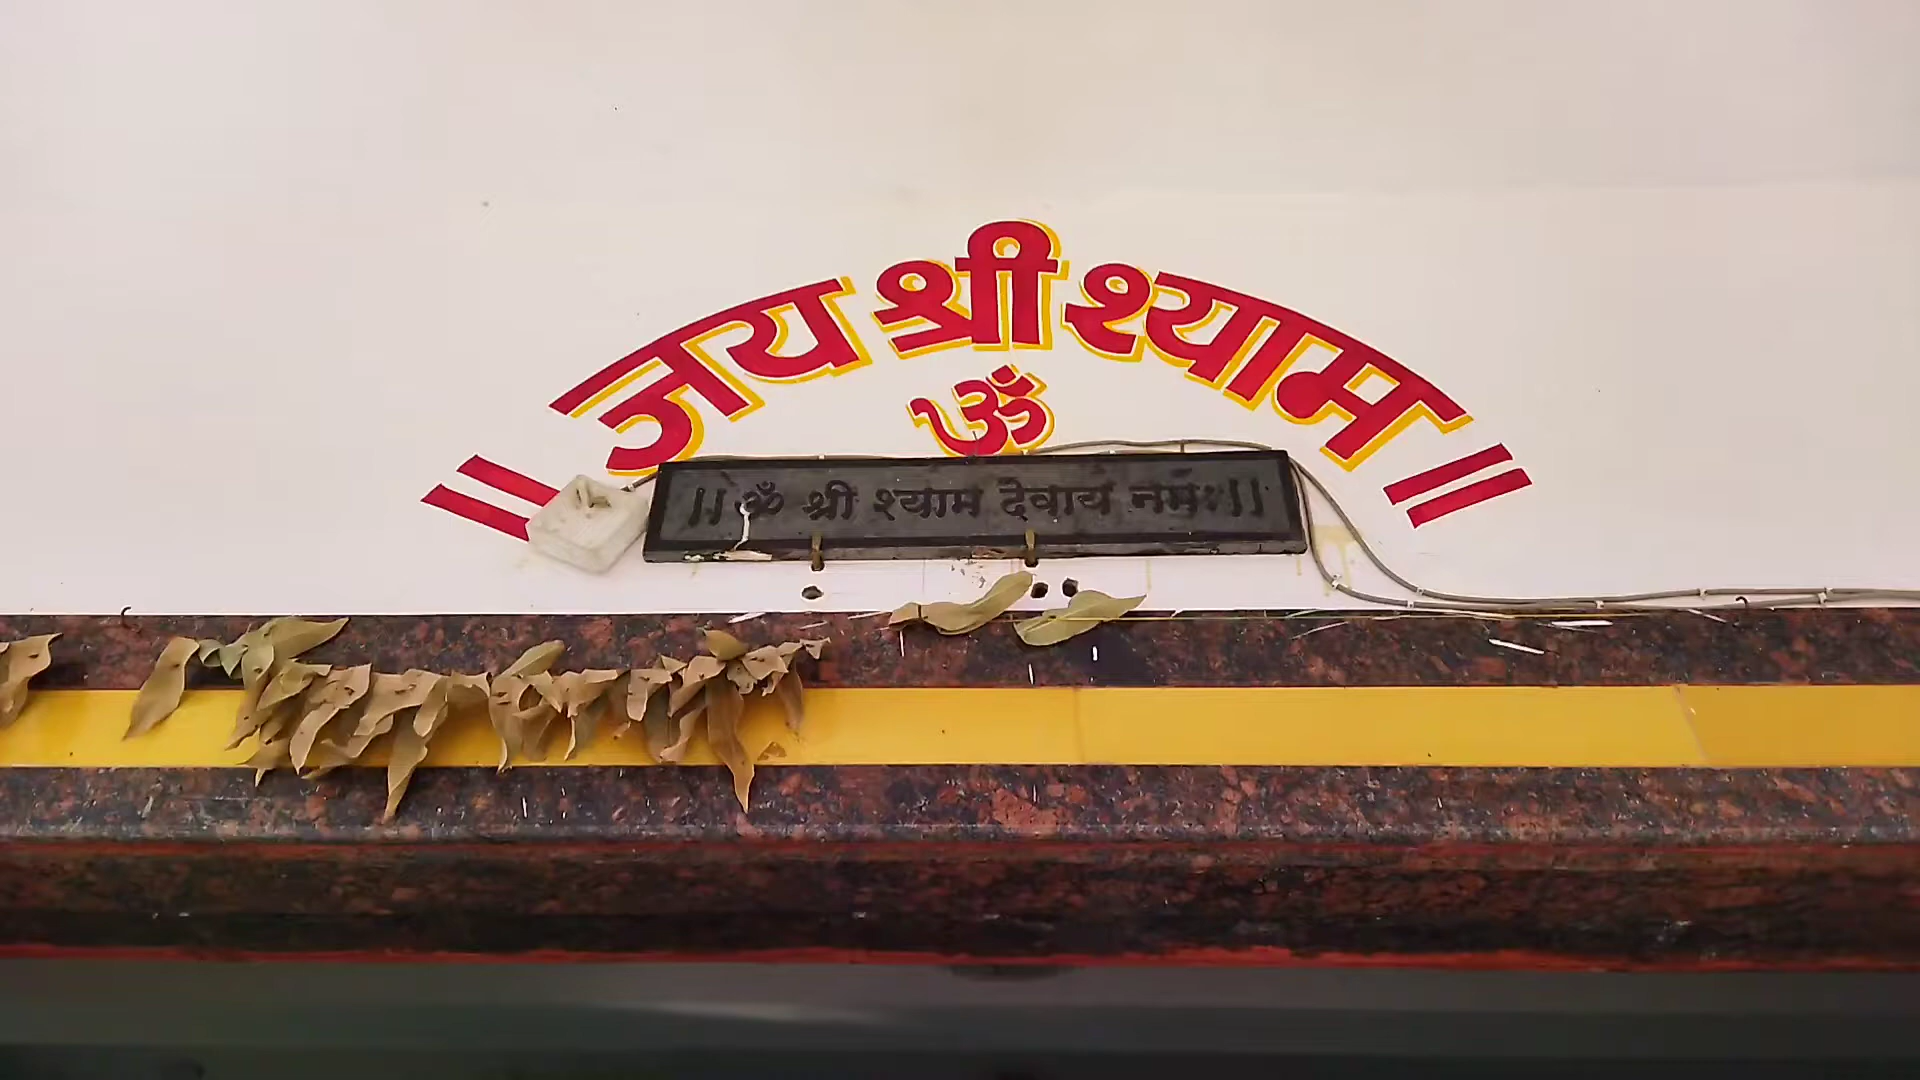 || जय श्री श्याम ||
ॐ
|| ॐ श्री श्याम देवाय नमः ||